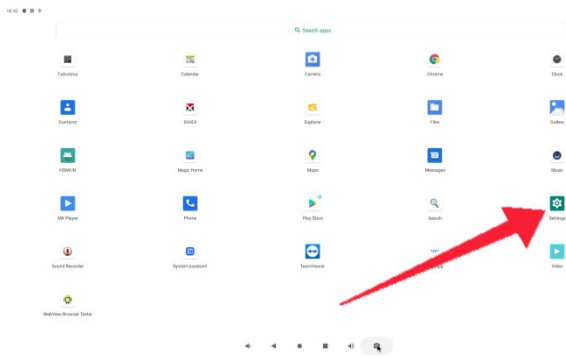 Search apps
Calculator
Calendar
Camera
Chrome
Clock
Contacts
Explorer
Files
Gallery
HDMI IN
Magic Home
Maps
Messages
Music
MX Player
Phone
Play Store
Search
Settings
Sound Recorder
System assistant
TeamViewer
Video
WebView Browser Tester